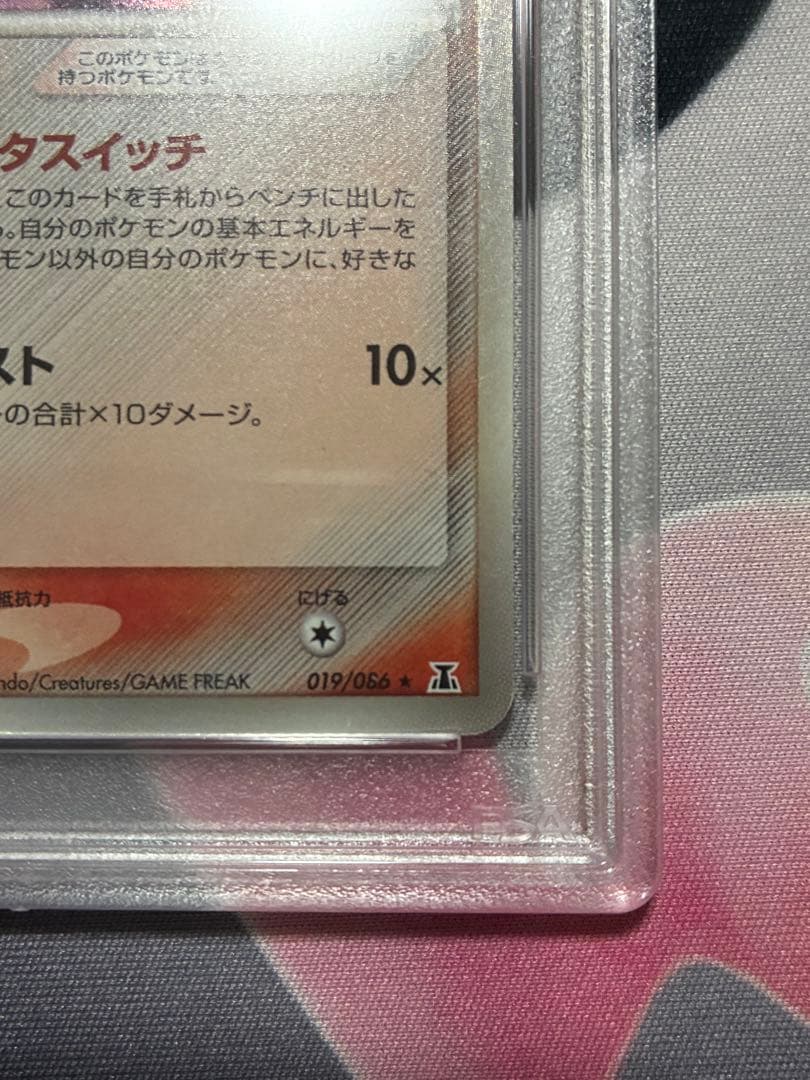 このポケモンは
持つポケモンです。
タスイッチ
、このカードを手札からベンチに出した
。自分のポケモンの基本エネルギーを
モン以外の自分のポケモンに、好きな
スト 10×
の合計×10ダメージ。
抵抗力 にげる
ndo/Creatures/GAME FREAK 019/086 ★
PSA